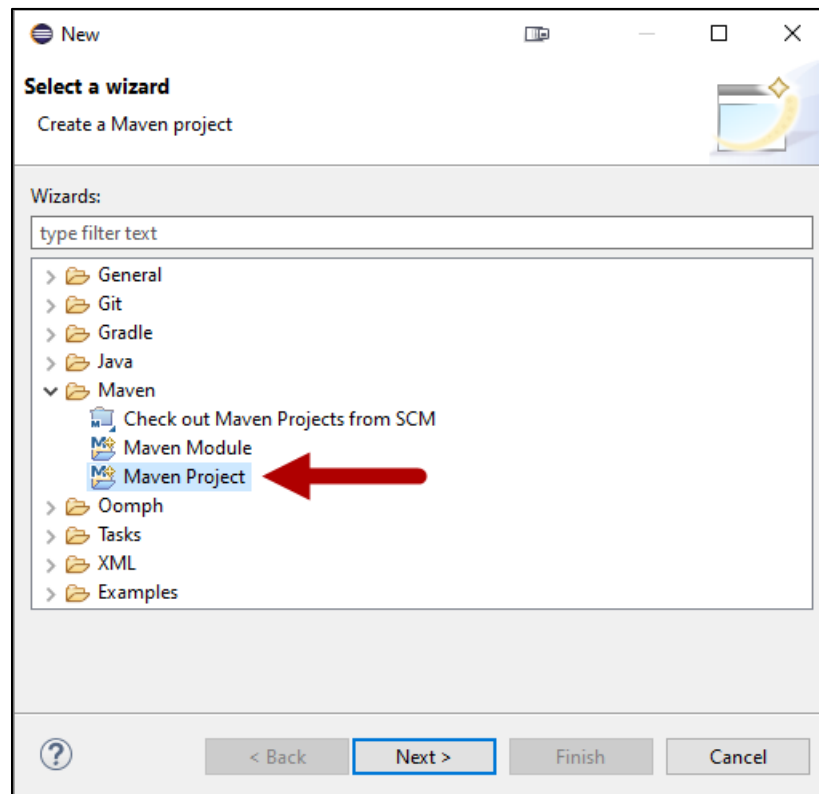 New
Select a wizard
Create a Maven project
Wizards:
type filter text
General
Git
Gradle
Java
Maven
Check out Maven Projects from SCM
Maven Module
Maven Project
Oomph
Tasks
XML
Examples
? < Back Next > Finish Cancel